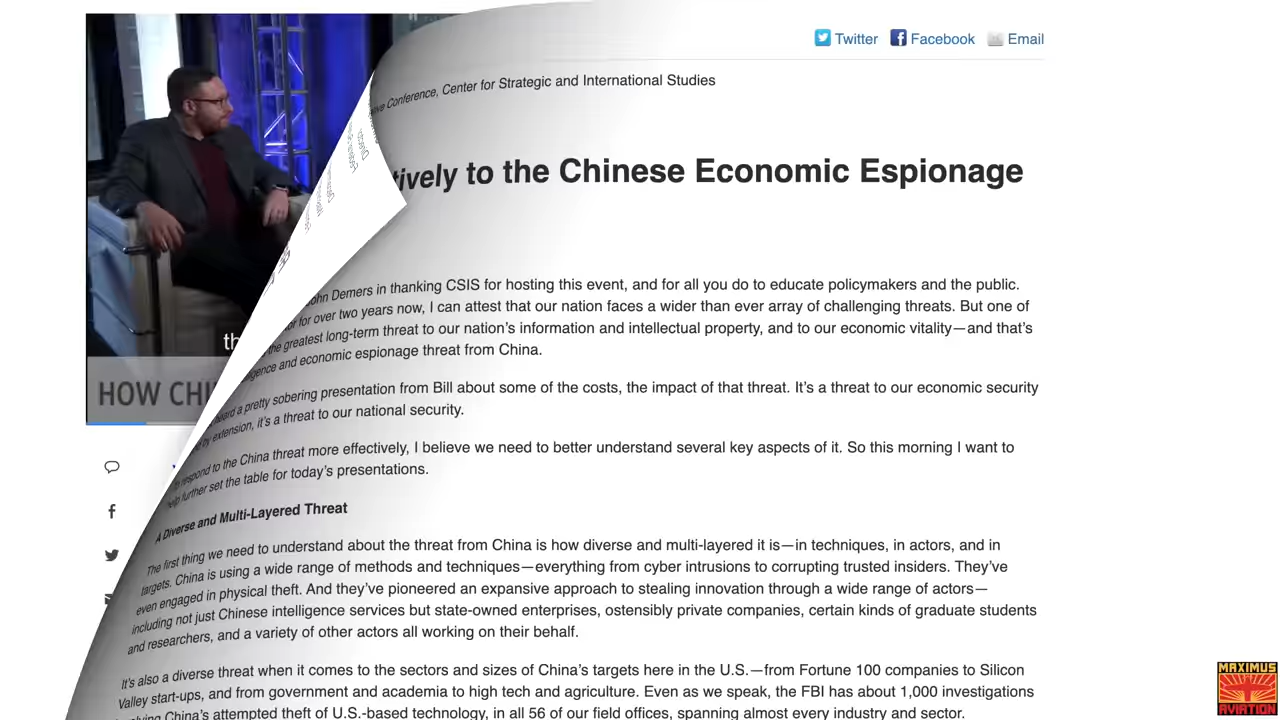 Twitter Facebook Email
Conference, Center for Strategic and International Studies
tively to the Chinese Economic Espionage
John Demers in thanking CSIS for hosting this event, and for all you do to educate policymakers and the public.
for over two years now, I can attest that our nation faces a wider than ever array of challenging threats. But one of
the greatest long-term threat to our nation's information and intellectual property, and to our economic vitality—and that's
and economic espionage threat from China.
heard a pretty sobering presentation from Bill about some of the costs, the impact of that threat. It's a threat to our economic security
by extension, it's a threat to our national security.
to respond to the China threat more effectively, I believe we need to better understand several key aspects of it. So this morning I want to
help further set the table for today's presentations.
A Diverse and Multi-Layered Threat
The first thing we need to understand about the threat from China is how diverse and multi-layered it is—in techniques, in actors, and in
targets. China is using a wide range of methods and techniques—everything from cyber intrusions to corrupting trusted insiders. They've
even engaged in physical theft. And they've pioneered an expansive approach to stealing innovation through a wide range of actors—
including not just Chinese intelligence services but state-owned enterprises, ostensibly private companies, certain kinds of graduate students
and researchers, and a variety of other actors all working on their behalf.
It's also a diverse threat when it comes to the sectors and sizes of China's targets here in the U.S.—from Fortune 100 companies to Silicon
Valley start-ups, and from government and academia to high tech and agriculture. Even as we speak, the FBI has about 1,000 investigations
China's attempted theft of U.S.-based technology, in all 56 of our field offices, spanning almost every industry and sector.
th
HOW CHI
MAXIMUS
AVIATION